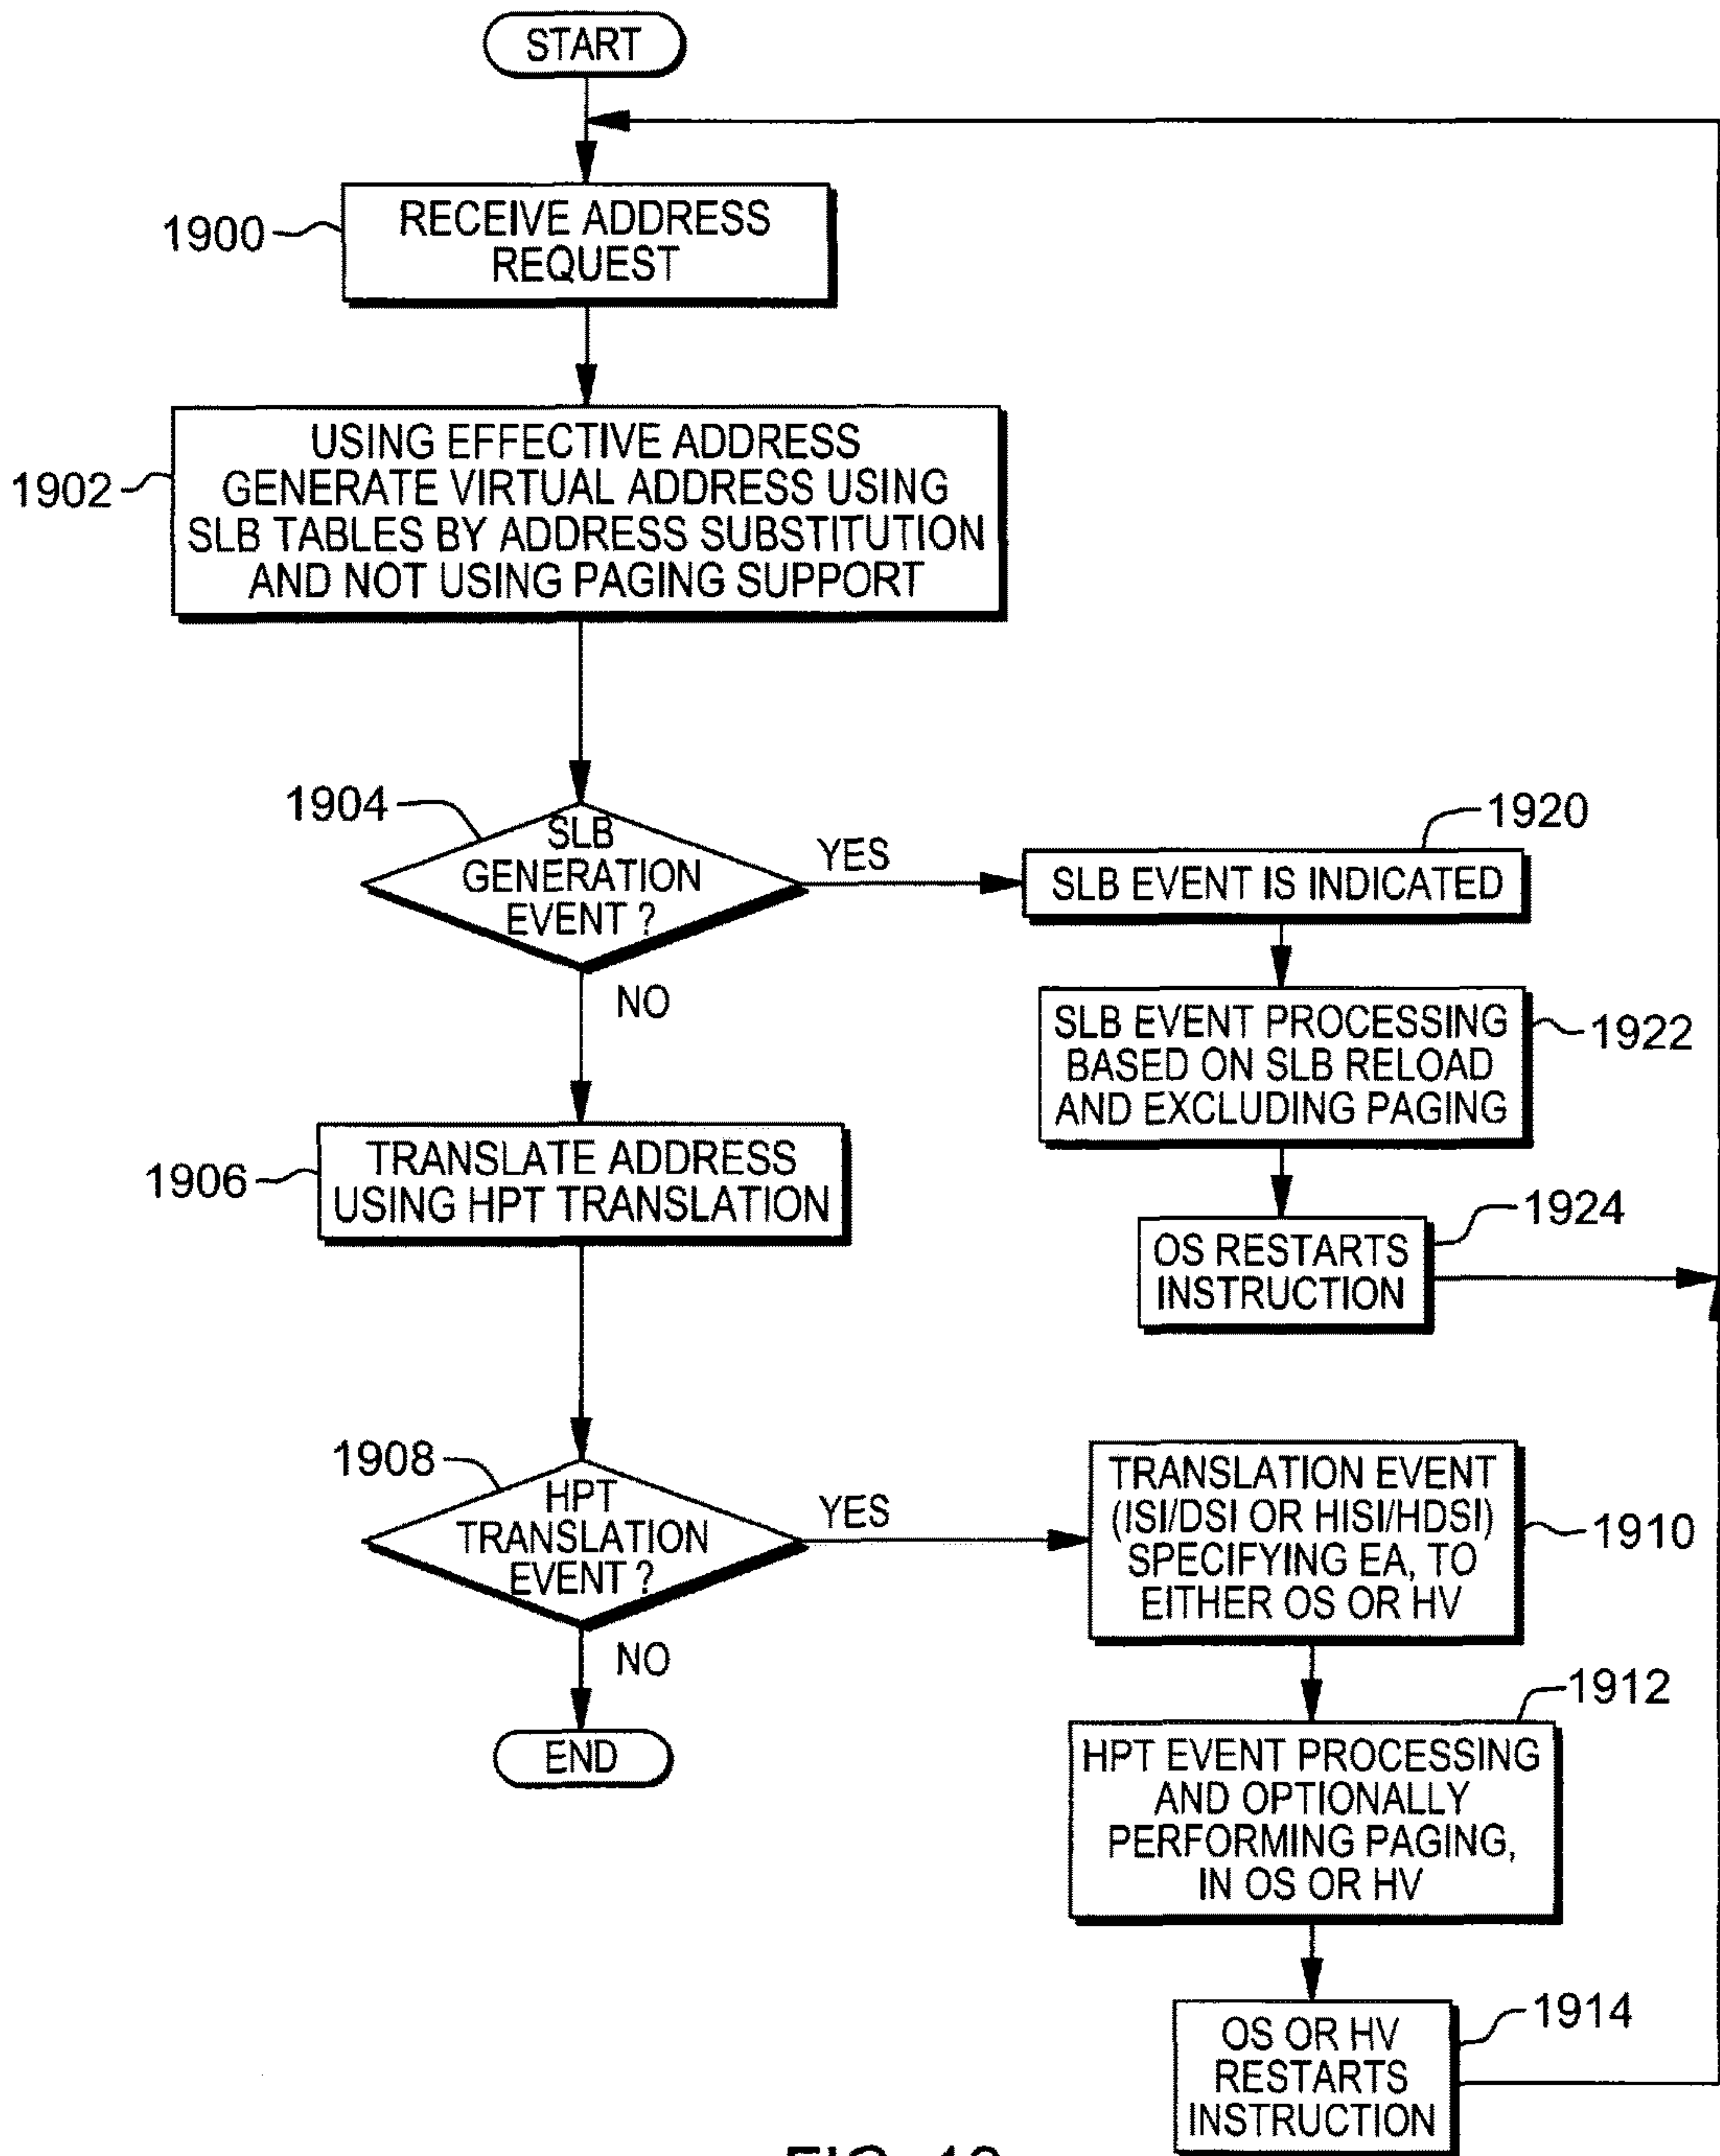 START
1900
RECEIVE ADDRESS
REQUEST
1902
USING EFFECTIVE ADDRESS
GENERATE VIRTUAL ADDRESS USING
SLB TABLES BY ADDRESS SUBSTITUTION
AND NOT USING PAGING SUPPORT
1904
SLB
GENERATION
EVENT ?
YES
NO
1920
SLB EVENT IS INDICATED
SLB EVENT PROCESSING
BASED ON SLB RELOAD
AND EXCLUDING PAGING
1922
1924
OS RESTARTS
INSTRUCTION
1906
TRANSLATE ADDRESS
USING HPT TRANSLATION
1908
HPT
TRANSLATION
EVENT ?
YES
NO
END
TRANSLATION EVENT
(ISI/DSI OR HISI/HDSI)
SPECIFYING EA, TO
EITHER OS OR HV
1910
1912
HPT EVENT PROCESSING
AND OPTIONALLY
PERFORMING PAGING,
IN OS OR HV
1914
OS OR HV
RESTARTS
INSTRUCTION